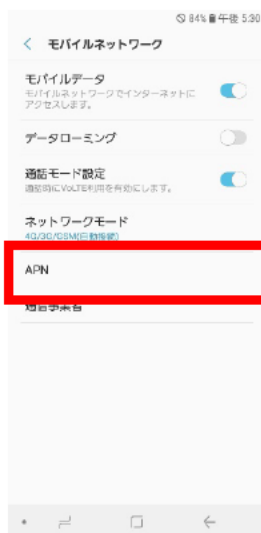 84% 午後 5:30
モバイルネットワーク
モバイルデータ
モバイルネットワークでインターネットに
アクセスします。
データローミング
通話モード設定
通話時にVoLTE利用を有効にします。
ネットワークモード
4G/3G/GSM(自動接続)
APN
通信事業者